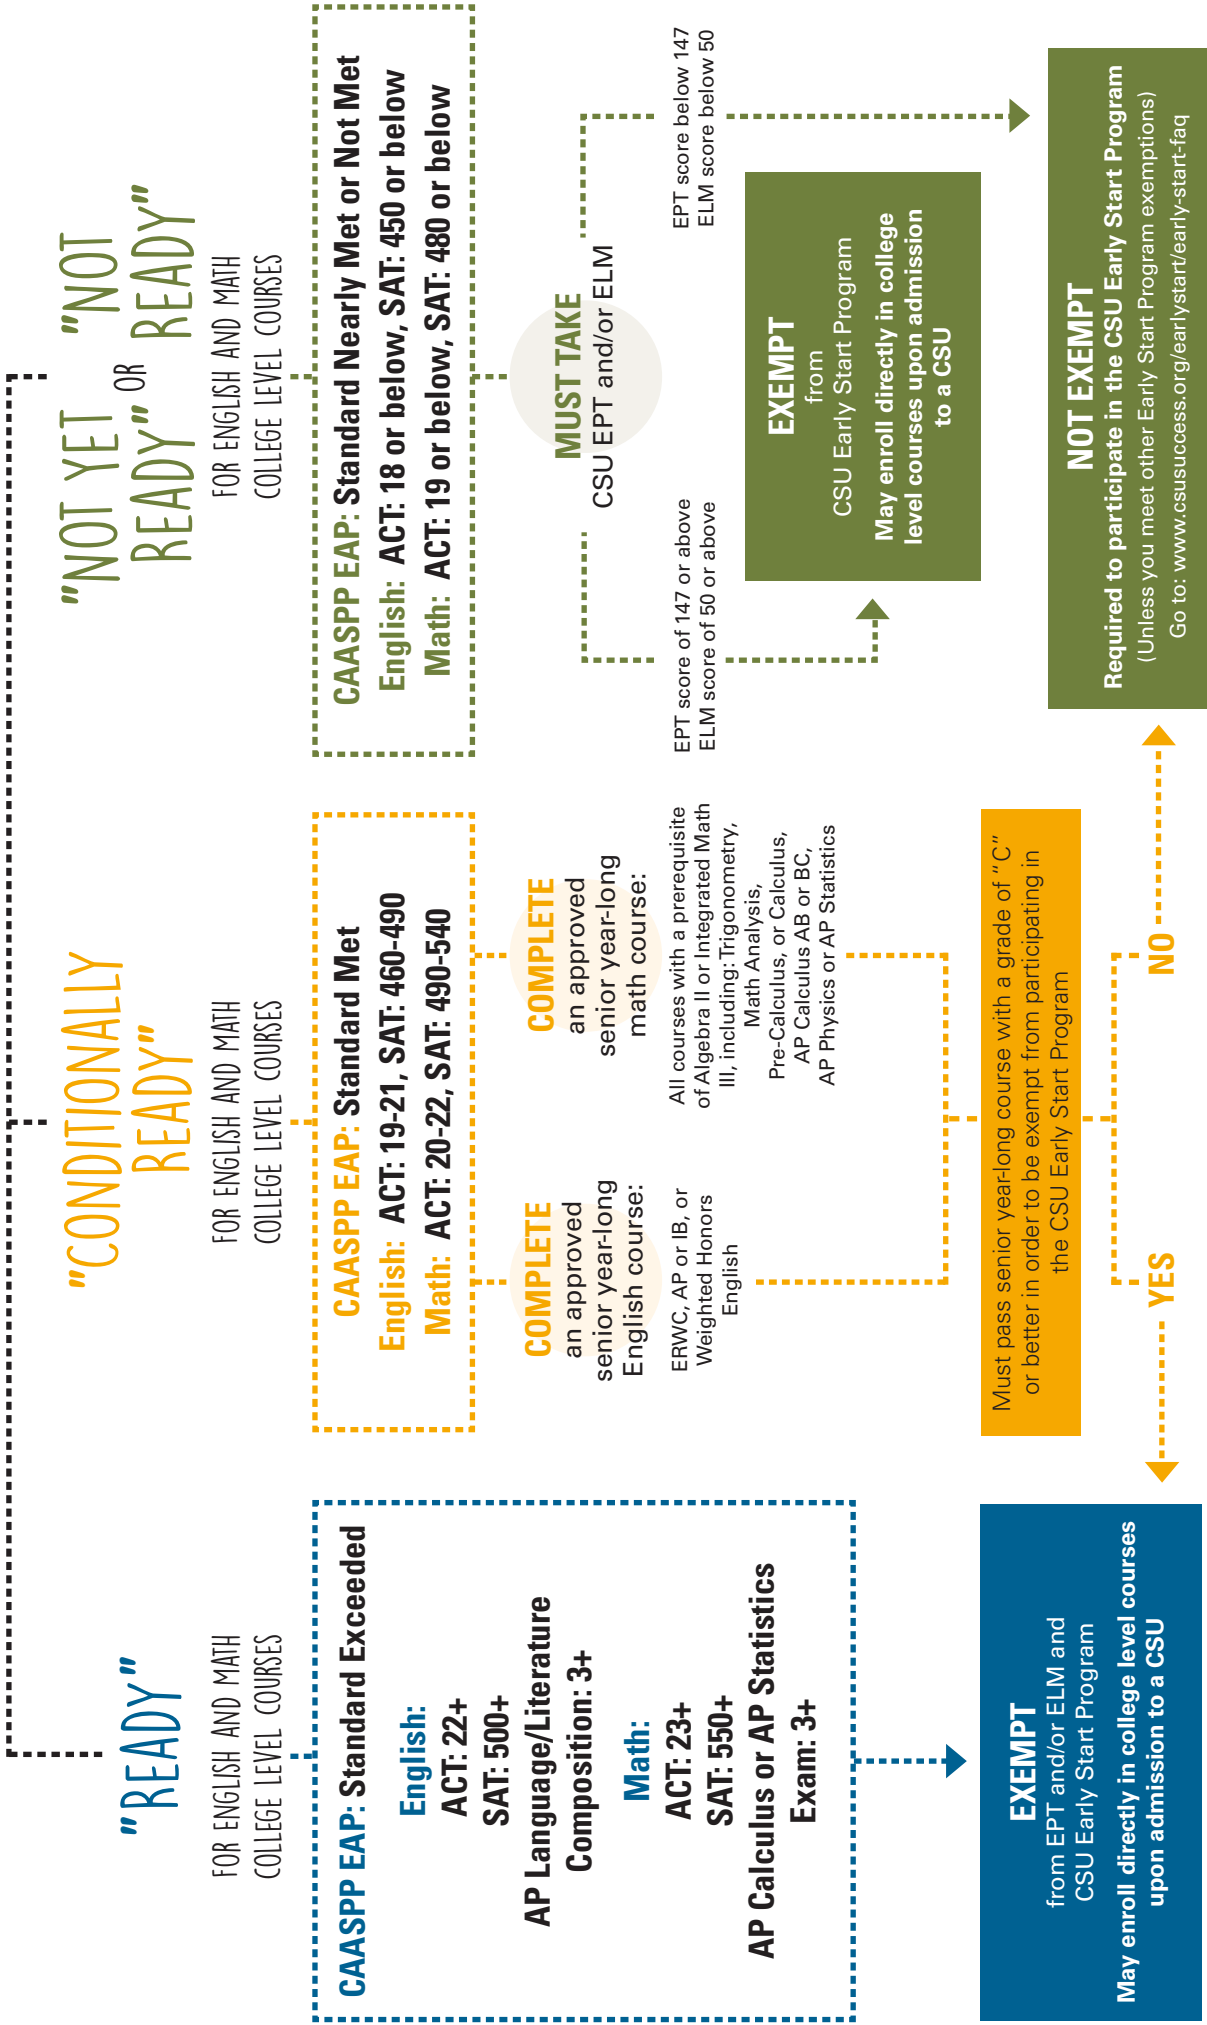 "READY"
FOR ENGLISH AND MATH
COLLEGE LEVEL COURSES
CAASPP EAP: Standard Exceeded
English:
ACT: 22+
SAT: 500+
AP Language/Literature
Composition: 3+
Math:
ACT: 23+
SAT: 550+
AP Calculus or AP Statistics
Exam: 3+
EXEMPT
from EPT and/or ELM and
CSU Early Start Program
May enroll directly in college level courses
upon admission to a CSU
"CONDITIONALLY
READY"
FOR ENGLISH AND MATH
COLLEGE LEVEL COURSES
CAASPP EAP: Standard Met
English: ACT: 19-21, SAT: 460-490
Math: ACT: 20-22, SAT: 490-540
COMPLETE
an approved
senior year-long
English course:
ERWC, AP or IB, or
Weighted Honors
English
COMPLETE
an approved
senior year-long
math course:
All courses with a prerequisite
of Algebra II or Integrated Math
III, including: Trigonometry,
Math Analysis,
Pre-Calculus, or Calculus,
AP Calculus AB or BC,
AP Physics or AP Statistics
Must pass senior year-long course with a grade of "C"
or better in order to be exempt from participating in
the CSU Early Start Program
YES
NO
"NOT YET
READY"
OR
"NOT
READY"
FOR ENGLISH AND MATH
COLLEGE LEVEL COURSES
CAASPP EAP: Standard Nearly Met or Not Met
English: ACT: 18 or below, SAT: 450 or below
Math: ACT: 19 or below, SAT: 480 or below
MUST TAKE
CSU EPT and/or ELM
EPT score of 147 or above
ELM score of 50 or above
EPT score below 147
ELM score below 50
EXEMPT
from
CSU Early Start Program
May enroll directly in college
level courses upon admission
to a CSU
NOT EXEMPT
Required to participate in the CSU Early Start Program
(Unless you meet other Early Start Program exemptions)
Go to: www.csusuccess.org/earlystart/early-start-faq